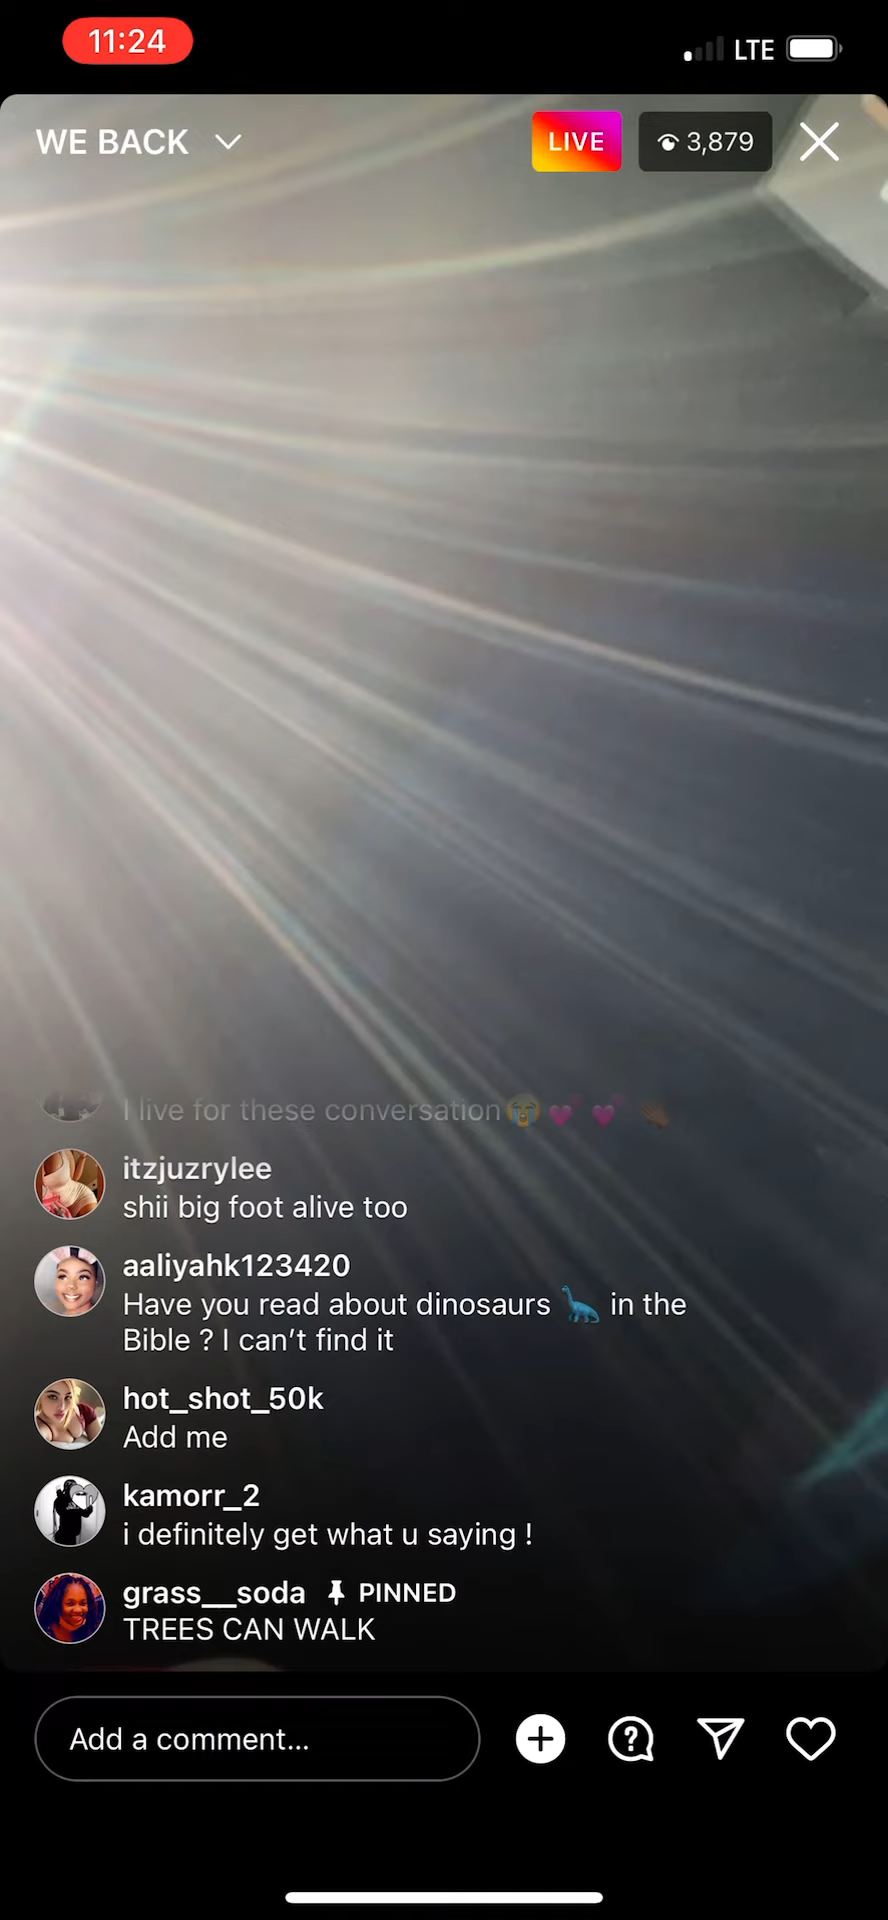 11:24
LTE
WE BACK
LIVE
3,879
I live for these conversation😭💕💕👏🏾
itzjuzrylee
shii big foot alive too
aaliyahk123420
Have you read about dinosaurs 🦕 in the
Bible ? I can’t find it
hot_shot_50k
Add me
kamorr_2
i definitely get what u saying !
grass__soda PINNED
TREES CAN WALK
Add a comment...